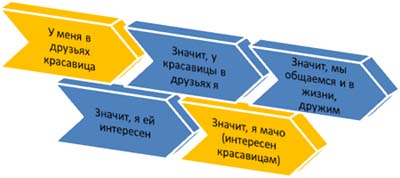 У меня в
друзьях
красавица
Значит, у
красавицы в
друзьях я
Значит, мы
общаемся и в
жизни,
дружим
Значит, я ей
интересен
Значит, я мачо
(интересен
красавицам)